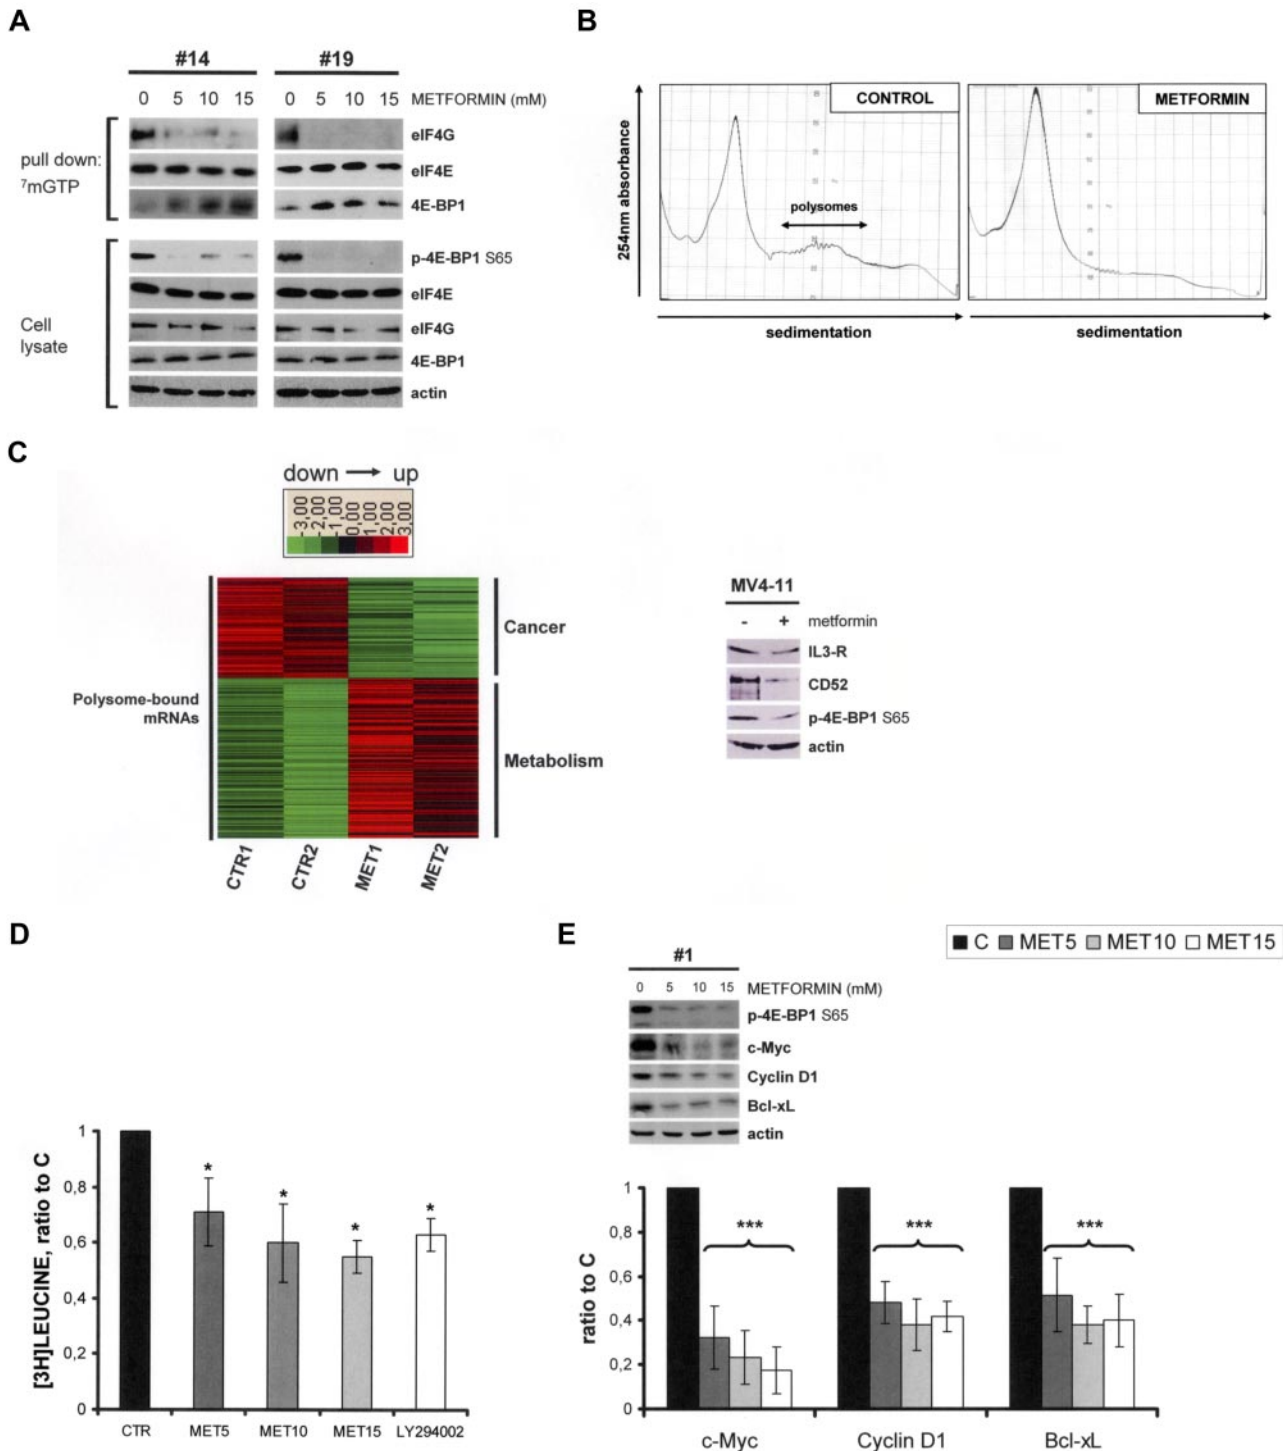 A
#14 #19
0 5 10 15 0 5 10 15 METFORMIN (mM)
pull down:
⁷mGTP
eIF4G
eIF4E
4E-BP1
Cell
lysate
p-4E-BP1 S65
eIF4E
eIF4G
4E-BP1
actin
B
254nm absorbance
CONTROL
polysomes
sedimentation
METFORMIN
sedimentation
C
down → up
-3,00 -2,00 -1,00 0,00 1,00 2,00 3,00
Polysome-bound
mRNAs
Cancer
Metabolism
CTR1 CTR2 MET1 MET2
MV4-11
- + metformin
IL3-R
CD52
p-4E-BP1 S65
actin
D
[3H]LEUCINE, ratio to C
1
0,8
0,6
0,4
0,2
0
* * * *
CTR MET5 MET10 MET15 LY294002
E
C MET5 MET10 MET15
#1
0 5 10 15 METFORMIN (mM)
p-4E-BP1 S65
c-Myc
Cyclin D1
Bcl-xL
actin
ratio to C
1
0,8
0,6
0,4
0,2
0
*** *** ***
c-Myc Cyclin D1 Bcl-xL